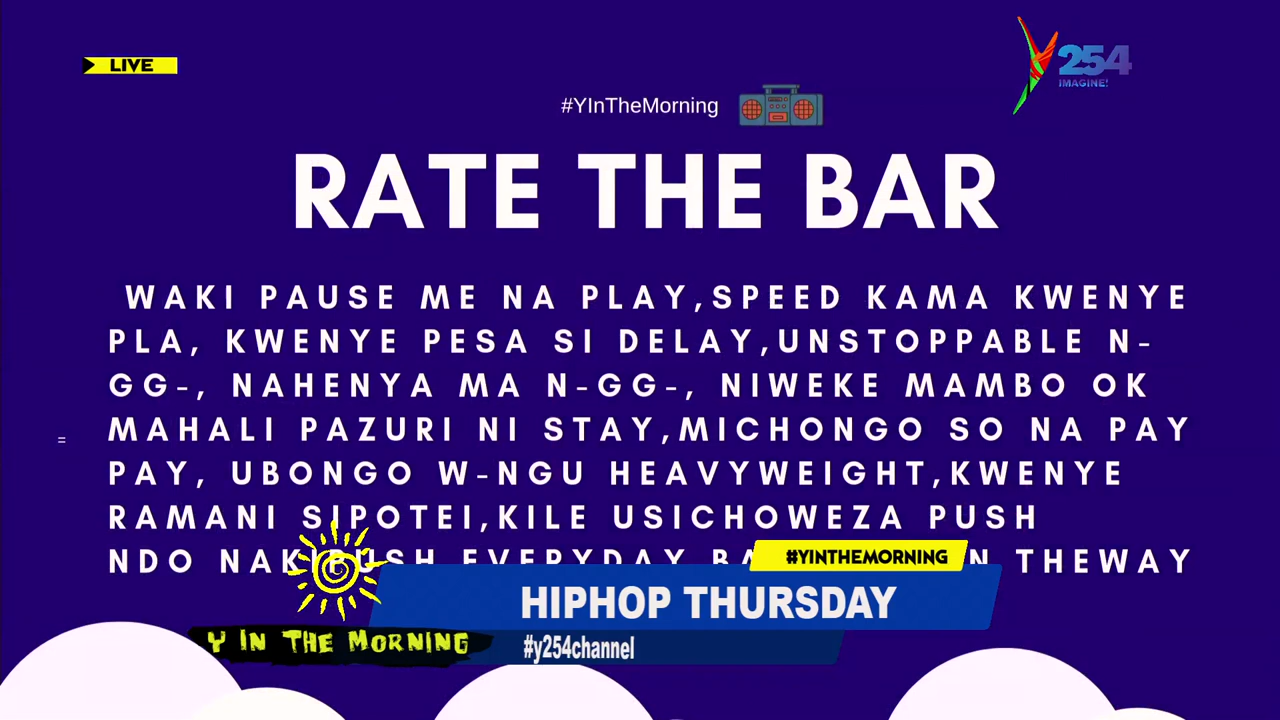 LIVE
254
IMAGINE!
#YInTheMorning
RATE THE BAR
WAKI PAUSE ME NA PLAY,SPEED KAMA KWENYE
PLA, KWENYE PESA SI DELAY,UNSTOPPABLE N-
GG-, NAHENYA MA N-GG-, NIWEKE MAMBO OK
MAHALI PAZURI NI STAY,MICHONGO SO NA PAY
=
PAY, UBONGO W-NGU HEAVYWEIGHT,KWENYE
RAMANI SIPOTEI,KILE USICHOWEZA PUSH
NDO NAKIPUSH EVERYDAY THEWAY
#YINTHEMORNING
HIPHOP THURSDAY
Y IN THE MORNING
#y254channel